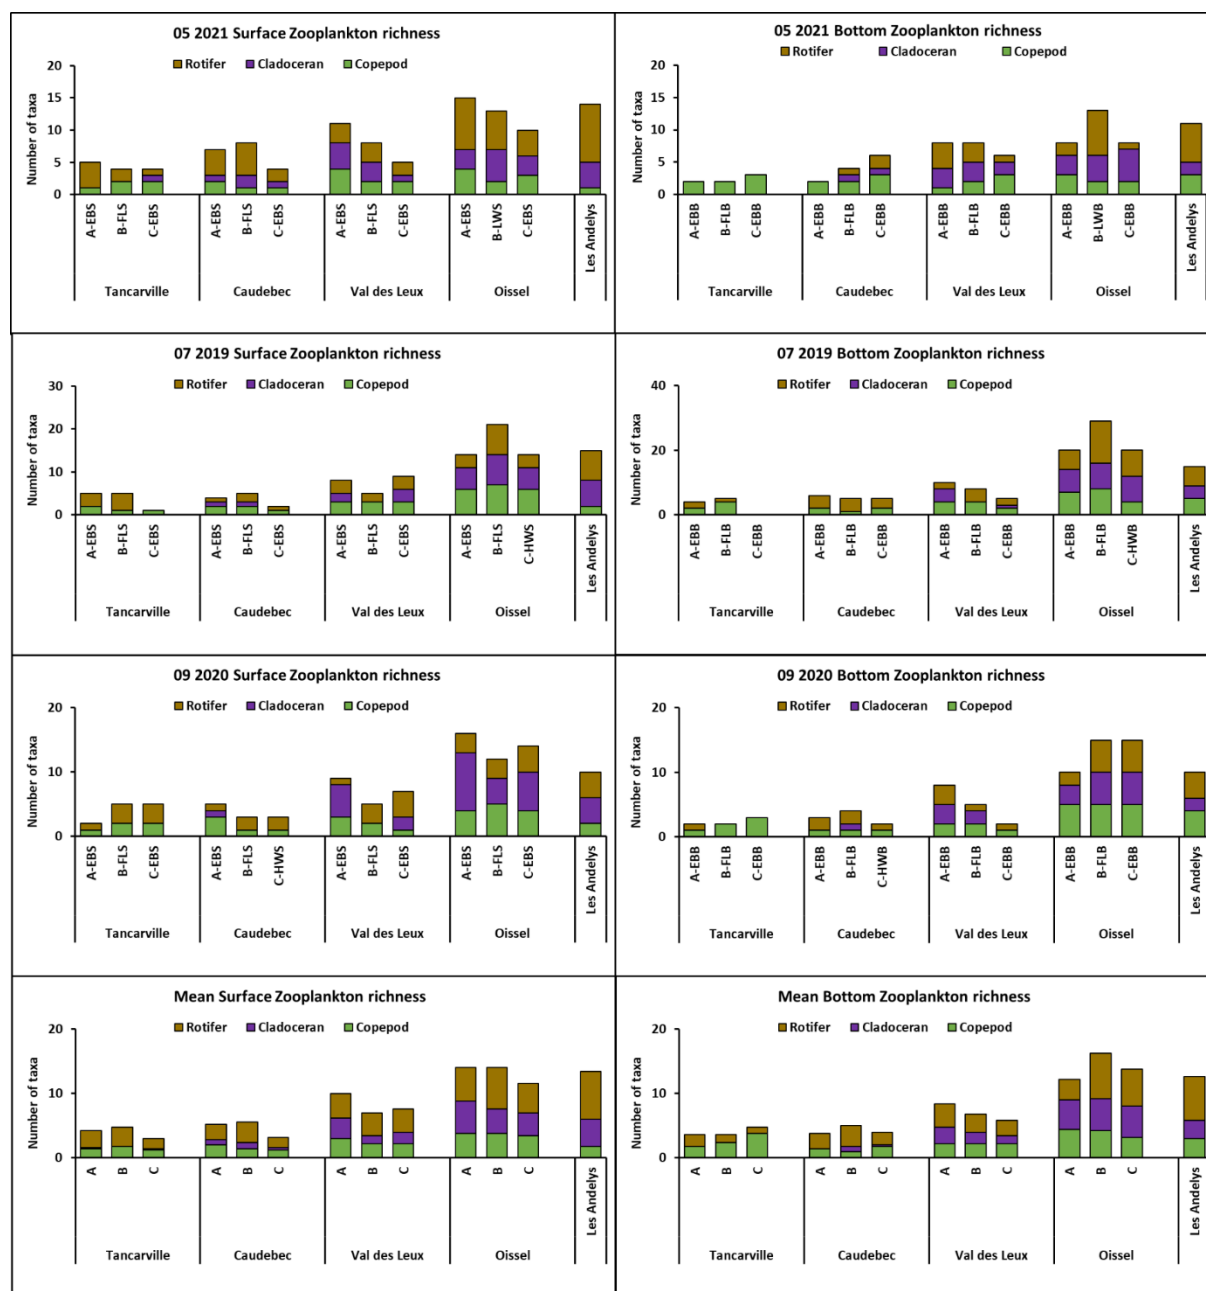 05 2021 Surface Zooplankton richness
Rotifer Cladoceran Copepod
Number of taxa
20
15
10
5
0
A-EBS B-FLS C-EBS A-EBS B-FLS C-EBS A-EBS B-FLS C-EBS A-EBS B-LWS C-EBS Les Andelys
Tancarville Caudebec Val des Leux Oissel
05 2021 Bottom Zooplankton richness
Rotifer Cladoceran Copepod
Number of taxa
20
15
10
5
0
A-EBB B-FLB C-EBB A-EBB B-FLB C-EBB A-EBB B-FLB C-EBB A-EBB B-LWB C-EBB Les Andelys
Tancarville Caudebec Val des Leux Oissel
07 2019 Surface Zooplankton richness
Rotifer Cladoceran Copepod
Number of taxa
30
20
10
0
A-EBS B-FLS C-EBS A-EBS B-FLS C-EBS A-EBS B-FLS C-EBS A-EBS B-FLS C-HWS Les Andelys
Tancarville Caudebec Val des Leux Oissel
07 2019 Bottom Zooplankton richness
Rotifer Cladoceran Copepod
Number of taxa
40
20
0
A-EBB B-FLB C-EBB A-EBB B-FLB C-EBB A-EBB B-FLB C-EBB A-EBB B-FLB C-HWB Les Andelys
Tancarville Caudebec Val des Leux Oissel
09 2020 Surface Zooplankton richness
Rotifer Cladoceran Copepod
Number of taxa
20
10
0
A-EBS B-FLS C-EBS A-EBS B-FLS C-HWS A-EBS B-FLS C-EBS A-EBS B-FLS C-EBS Les Andelys
Tancarville Caudebec Val des Leux Oissel
09 2020 Bottom Zooplankton richness
Rotifer Cladoceran Copepod
Number of taxa
20
10
0
A-EBB B-FLB C-EBB A-EBB B-FLB C-HWB A-EBB B-FLB C-EBB A-EBB B-FLB C-EBB Les Andelys
Tancarville Caudebec Val des Leux Oissel
Mean Surface Zooplankton richness
Rotifer Cladoceran Copepod
Number of taxa
20
10
0
A B C A B C A B C A B C Les Andelys
Tancarville Caudebec Val des Leux Oissel
Mean Bottom Zooplankton richness
Rotifer Cladoceran Copepod
Number of taxa
20
10
0
A B C A B C A B C A B C Les Andelys
Tancarville Caudebec Val des Leux Oissel